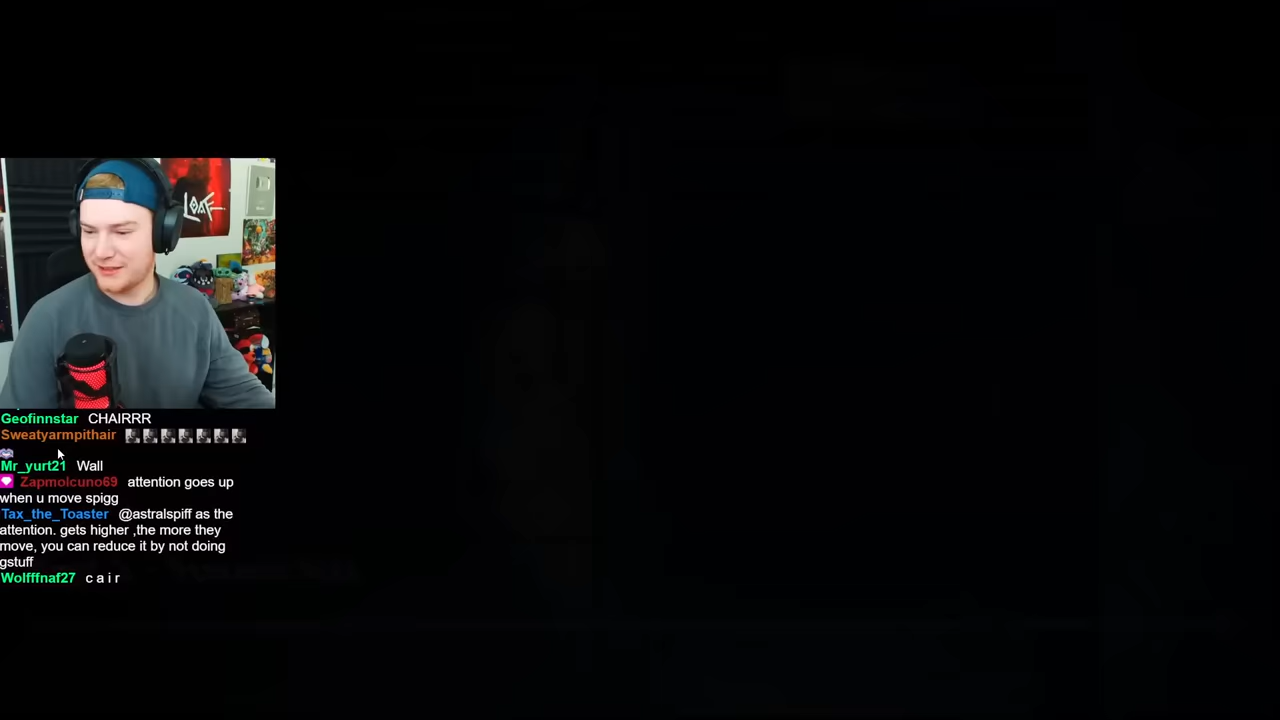 LOAF
Geofinnstar CHAIRRR
Sweatyarmpithair
Mr_yurt21 Wall
Zapmolcuno69 attention goes up
when u move spigg
Tax_the_Toaster @astralspiff as the
attention. gets higher ,the more they
move, you can reduce it by not doing
gstuff
Wolfffnaf27 c a i r